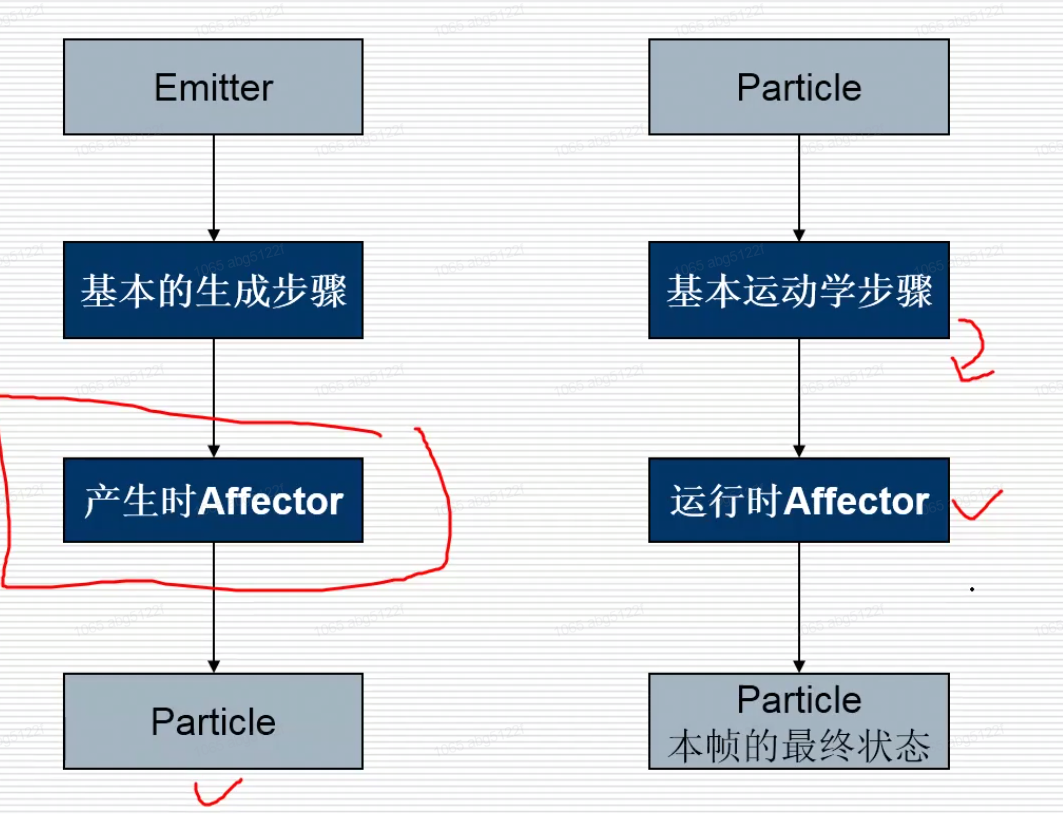 Emitter
基本的生成步骤
产生时Affector
Particle
Particle
基本运动学步骤
运行时Affector
Particle
本帧的最终状态
1065 abg5122f